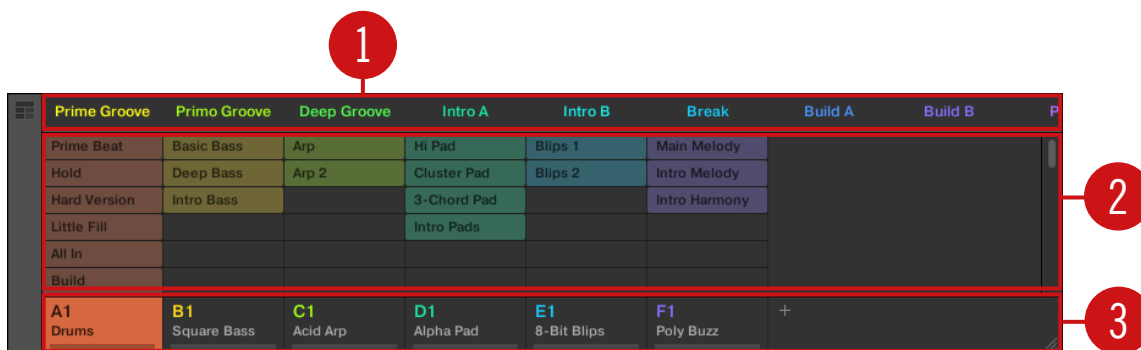 1
Prime Groove Primo Groove Deep Groove Intro A Intro B Break Build A Build B P
Prime Beat Basic Bass Arp Hi Pad Blips 1 Main Melody
Hold Deep Bass Arp 2 Cluster Pad Blips 2 Intro Melody
Hard Version Intro Bass 3-Chord Pad Intro Harmony
2
Little Fill Intro Pads
All In
Build
A1 B1 C1 D1 E1 F1 +
3
Drums Square Bass Acid Arp Alpha Pad 8-Bit Blips Poly Buzz